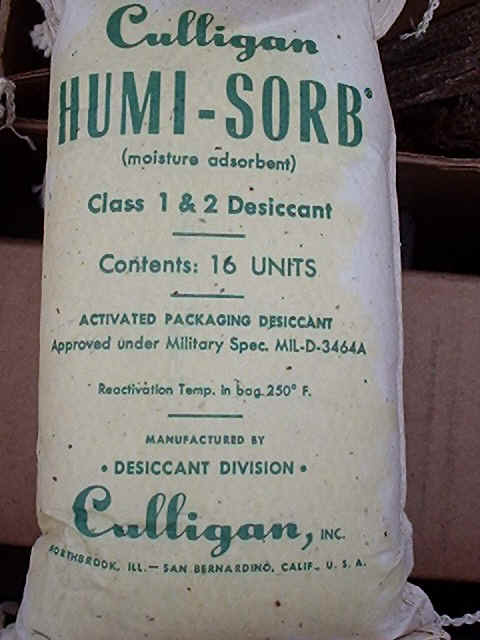 Culligan
HUMI-SORB®
(moisture adsorbent)
Class 1 & 2 Desiccant
Contents: 16 UNITS
ACTIVATED PACKAGING DESICCANT
Approved under Military Spec. MIL-D-3464A
Reactivation Temp. in bag 250° F.
MANUFACTURED BY
• DESICCANT DIVISION •
Culligan, INC.
NORTHBROOK, ILL. — SAN BERNARDINO, CALIF., U. S. A.